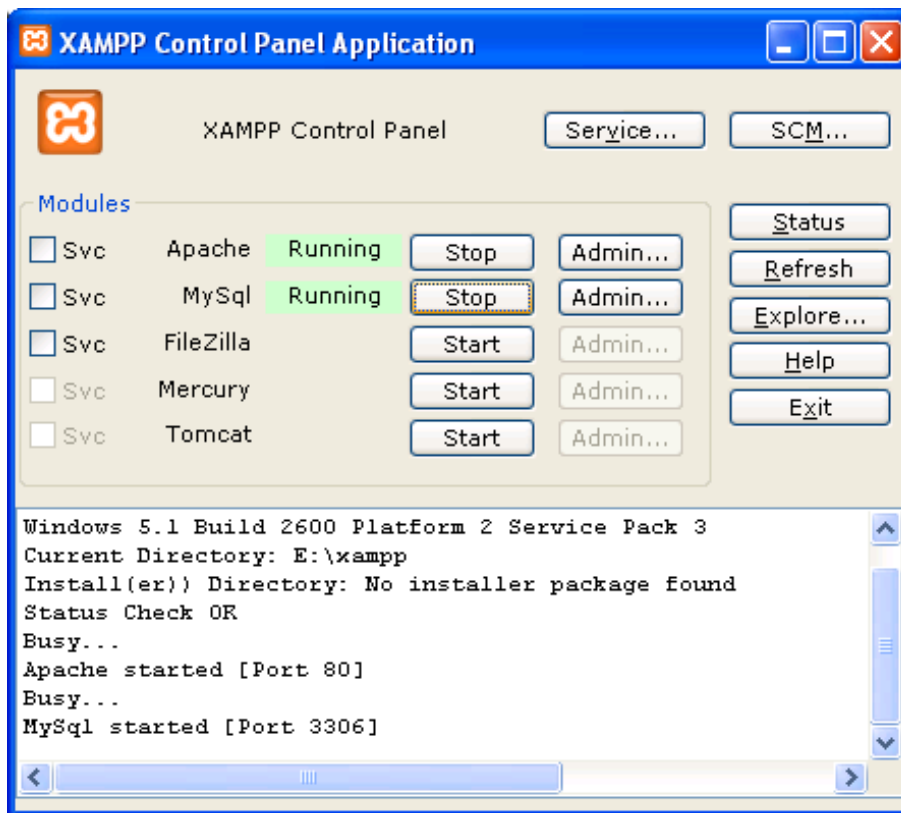 XAMPP Control Panel Application
XAMPP Control Panel Service... SCM...
Modules
Status
Svc Apache Running Stop Admin...
Refresh
Svc MySql Running Stop Admin...
Explore...
Svc FileZilla Start Admin...
Help
Svc Mercury Start Admin...
Exit
Svc Tomcat Start Admin...
Windows 5.1 Build 2600 Platform 2 Service Pack 3
Current Directory: E:\xampp
Install(er)) Directory: No installer package found
Status Check OK
Busy...
Apache started [Port 80]
Busy...
MySql started [Port 3306]